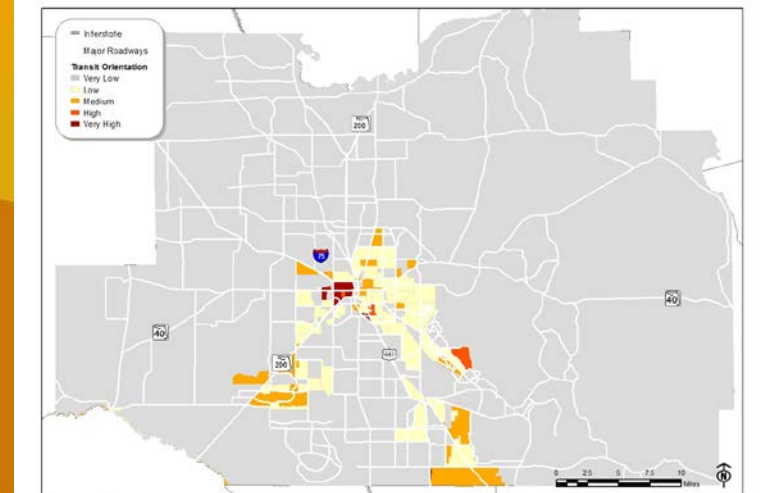 Interstate
Major Roadways
Transit Orientation
Very Low
Low
Medium
High
Very High
200
75
40
40
200
441
0 2.5 5 7.5 10
Miles
N